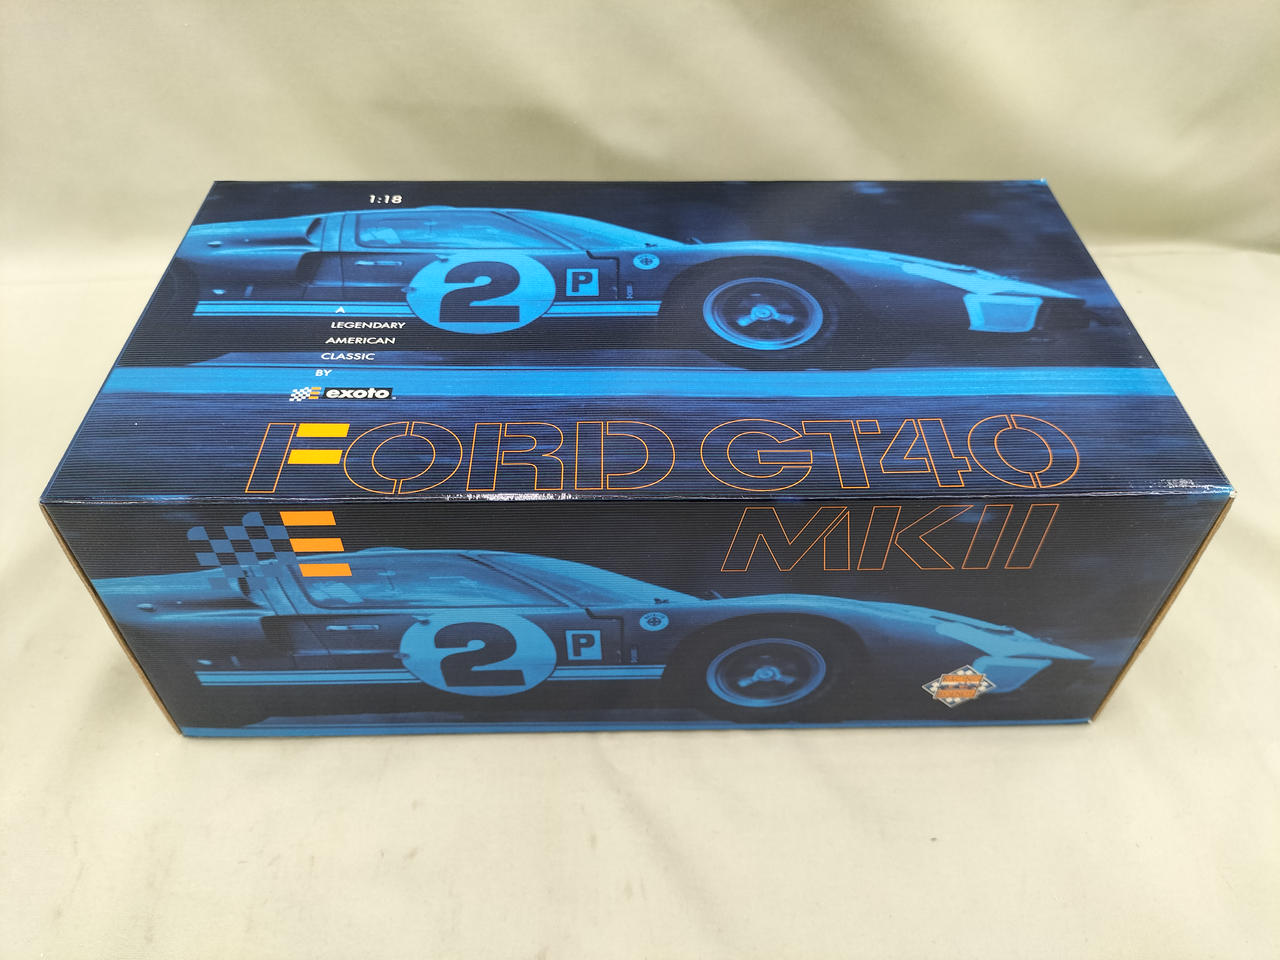 1:18
2
P
A
LEGENDARY
AMERICAN
CLASSIC
BY
exoto
FORD GT40
MKII
2
P